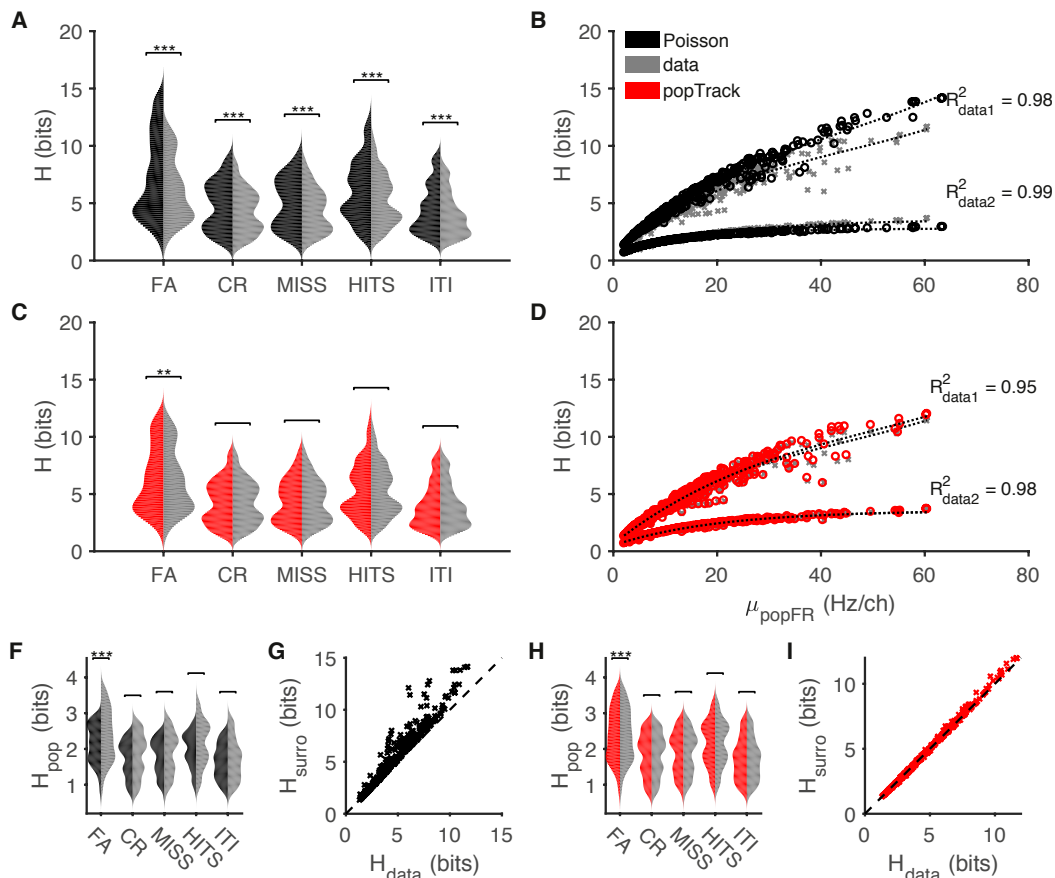 A
20
15
10
5
0
H (bits)
***
***
***
***
***
FA CR MISS HITS ITI
B
20
15
10
5
0
H (bits)
Poisson
data
popTrack
R²data1 = 0.98
R²data2 = 0.99
0 20 40 60 80
C
20
15
10
5
0
H (bits)
**
FA CR MISS HITS ITI
D
20
15
10
5
0
H (bits)
R²data1 = 0.95
R²data2 = 0.98
0 20 40 60 80
μpopFR (Hz/ch)
F
4
3
2
1
Hpop (bits)
***
FA CR MISS HITS ITI
G
15
10
5
0
Hsurro (bits)
0 5 10 15
Hdata (bits)
H
4
3
2
1
Hpop (bits)
***
FA CR MISS HITS ITI
I
10
5
0
Hsurro (bits)
0 5 10
Hdata (bits)